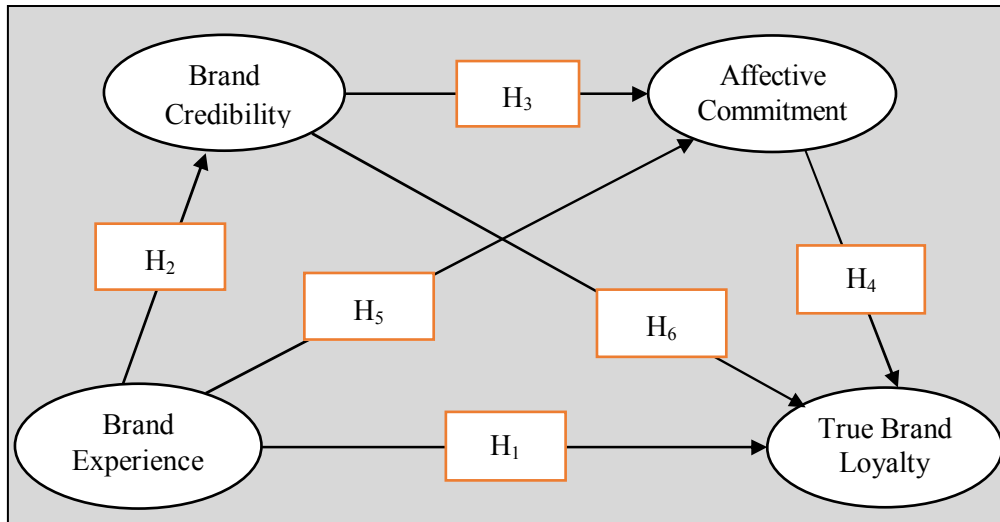 Brand
Credibility
H₃
Affective
Commitment
H₂
H₅
H₆
H₄
Brand
Experience
H₁
True Brand
Loyalty